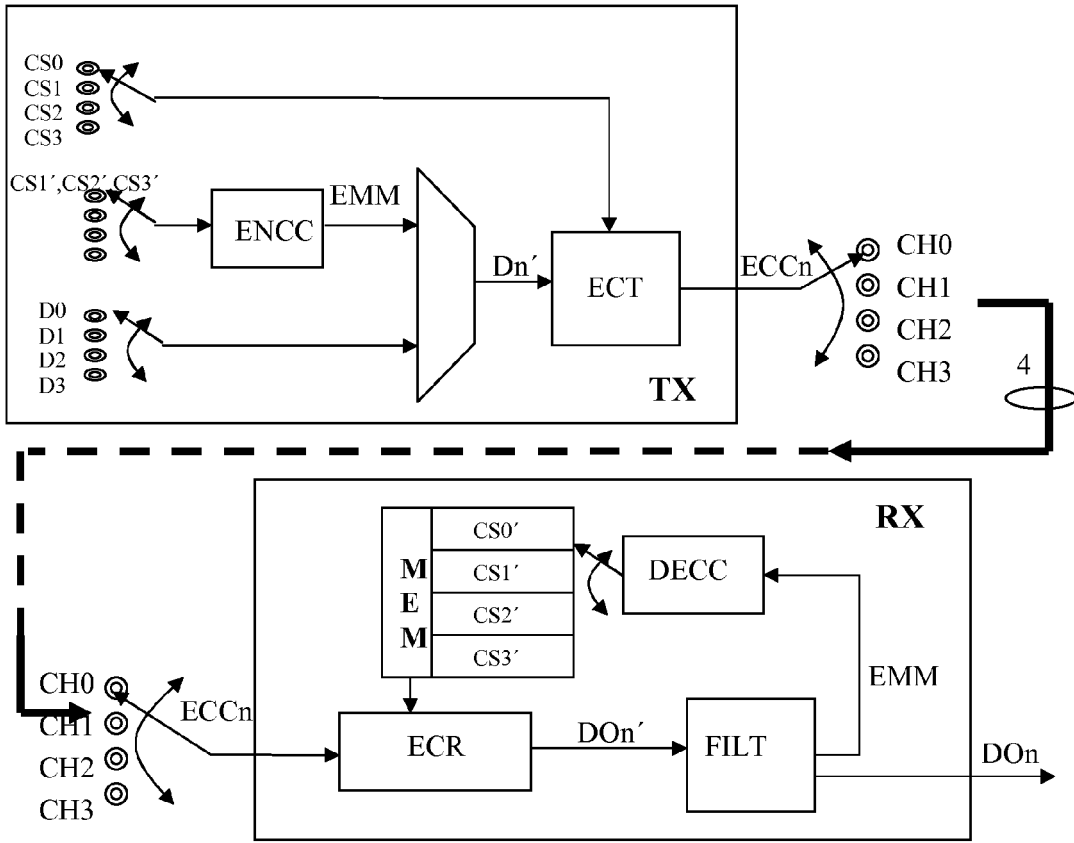 CS0
CS1
CS2
CS3
CS1´,CS2´,CS3´
ENCC
EMM
D0
D1
D2
D3
Dn´
ECT
ECCn
TX
CH0
CH1
CH2
CH3
4
RX
MEM
CS0´
CS1´
CS2´
CS3´
DECC
EMM
CH0
CH1
CH2
CH3
ECCn
ECR
DOn´
FILT
DOn